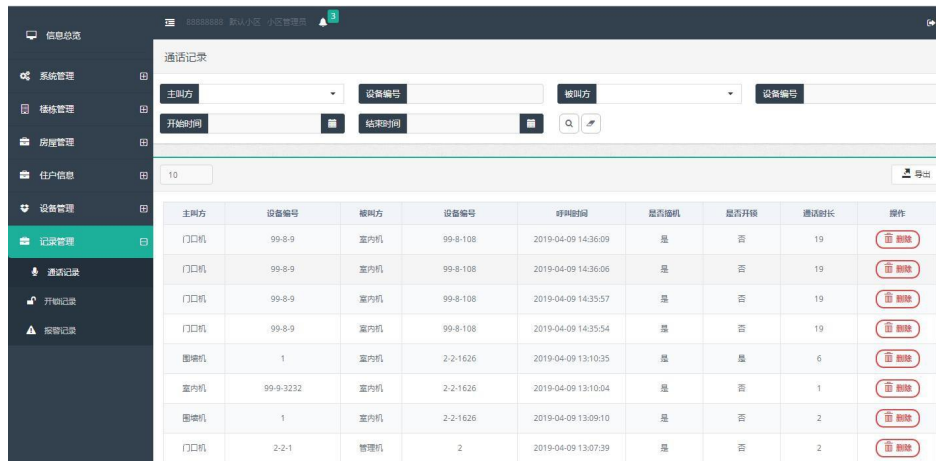 信息总览
系统管理
楼栋管理
房屋管理
住户信息
设备管理
记录管理
通话记录
开锁记录
报警记录
88888888 默认小区 小区管理员 3
通话记录
主叫方 设备编号 被叫方 设备编号
开始时间 结束时间
10 导出
主叫方 设备编号 被叫方 设备编号 呼叫时间 是否摘机 是否开锁 通话时长 操作
门口机 99-8-9 室内机 99-8-108 2019-04-09 14:36:09 是 否 19 删除
门口机 99-8-9 室内机 99-8-108 2019-04-09 14:36:06 是 否 19 删除
门口机 99-8-9 室内机 99-8-108 2019-04-09 14:35:57 是 否 19 删除
门口机 99-8-9 室内机 99-8-108 2019-04-09 14:35:54 是 否 19 删除
围墙机 1 室内机 2-2-1626 2019-04-09 13:10:35 是 是 6 删除
室内机 99-9-3232 室内机 2-2-1626 2019-04-09 13:10:04 是 否 1 删除
围墙机 1 室内机 2-2-1626 2019-04-09 13:09:10 是 否 2 删除
门口机 2-2-1 管理机 2 2019-04-09 13:07:39 是 否 2 删除